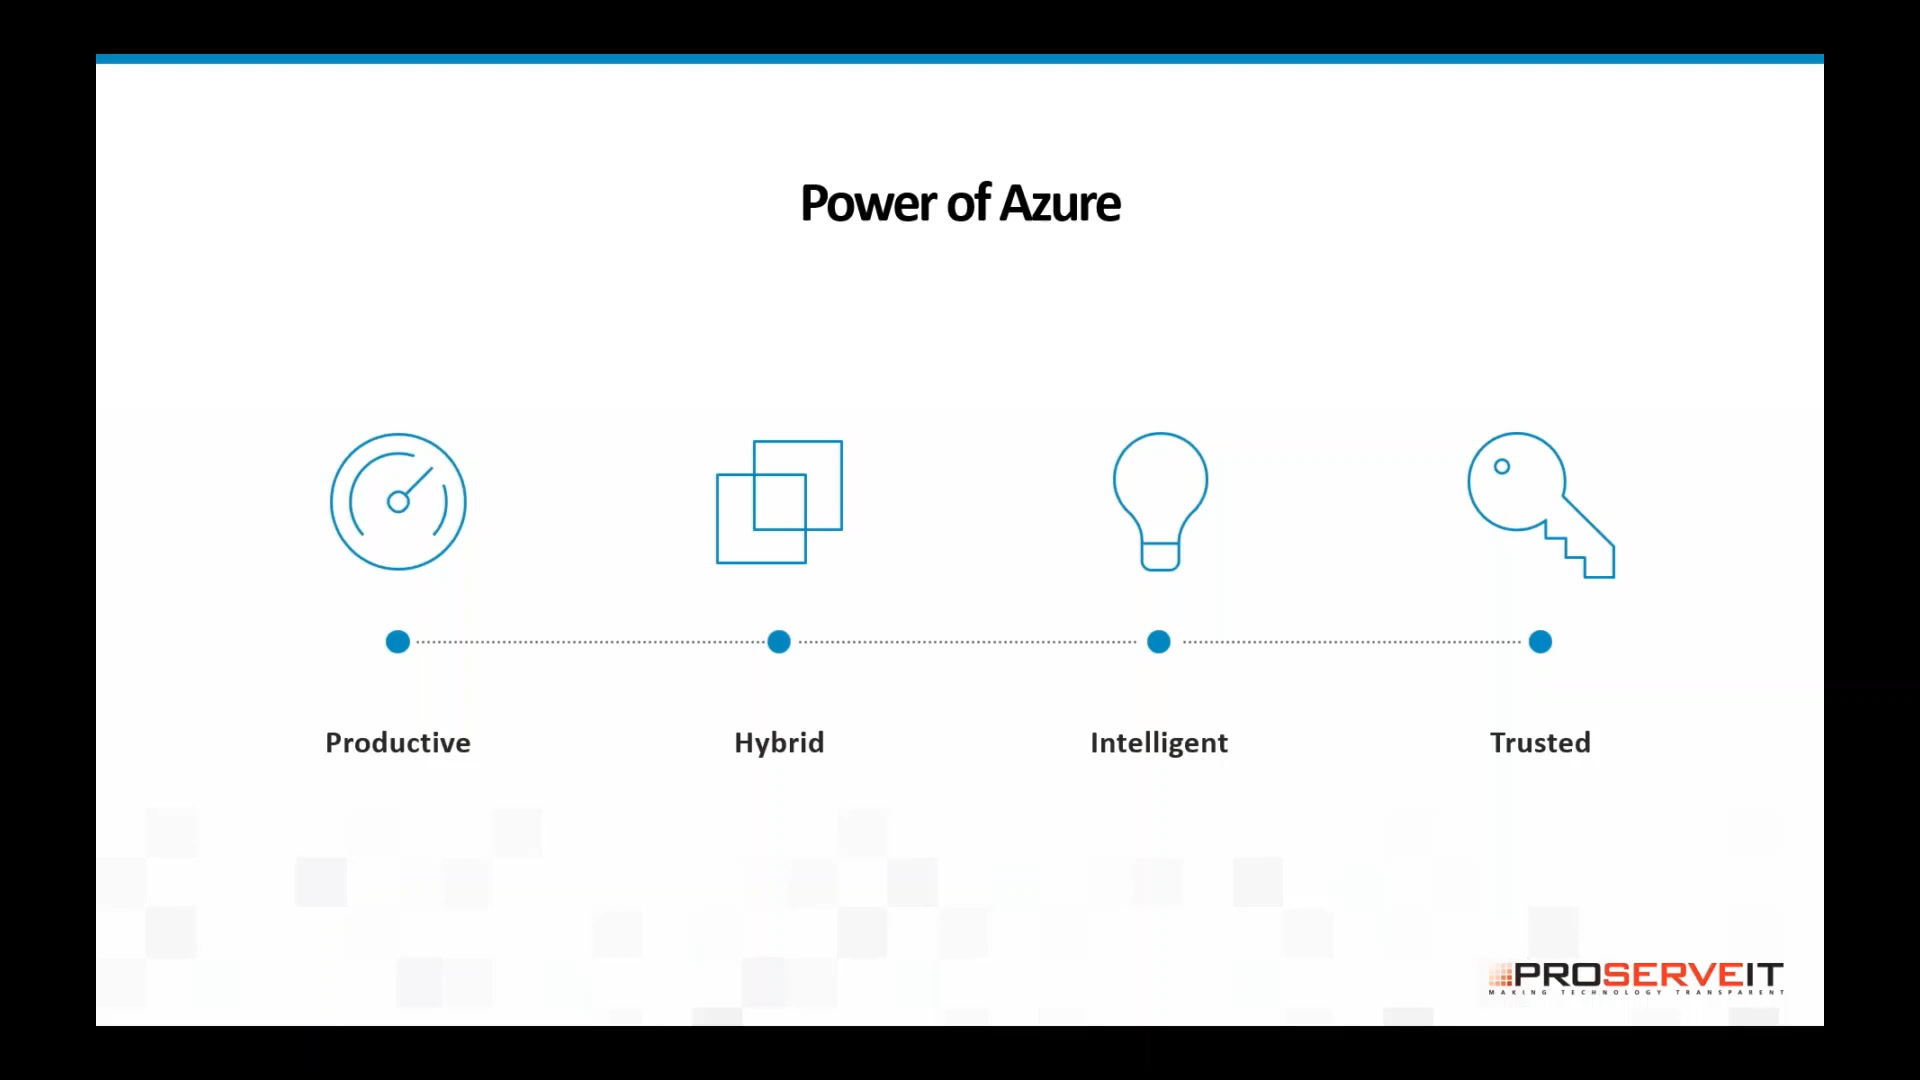 Power of Azure
Productive
Hybrid
Intelligent
Trusted
PROSERVEIT
MAKING TECHNOLOGY TRANSPARENT